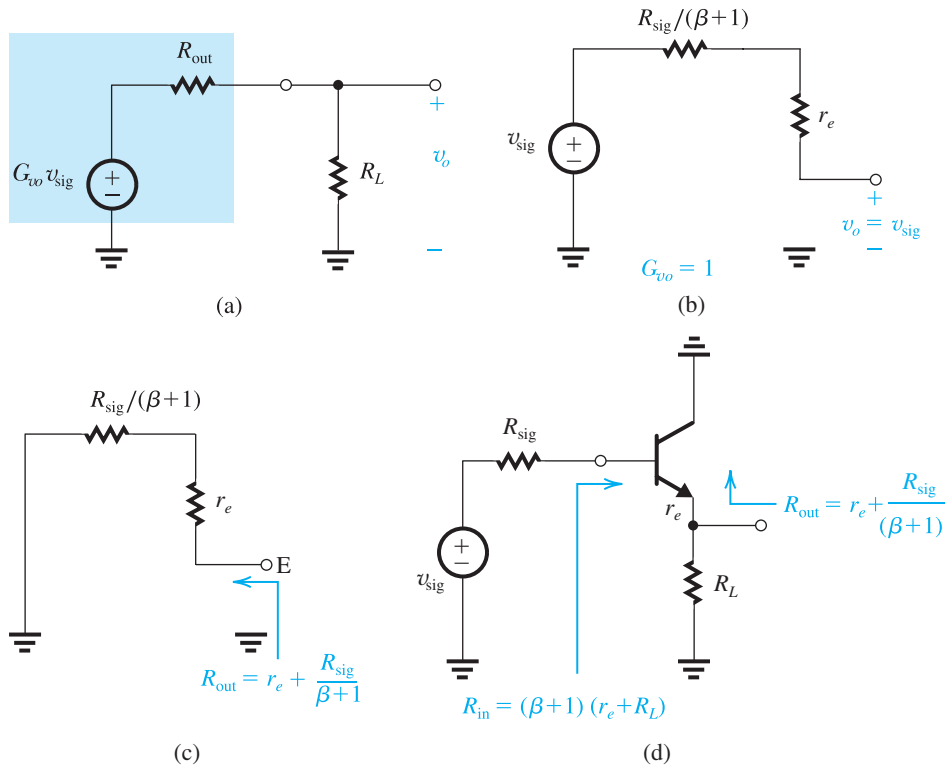 R_out
G_vo v_sig
+
−
R_L
+
v_o
−
(a)
R_sig/(β+1)
v_sig
+
−
r_e
+
v_o = v_sig
−
G_vo = 1
(b)
R_sig/(β+1)
r_e
E
R_out = r_e + R_sig/β+1
(c)
R_sig
v_sig
+
−
r_e
R_out = r_e + R_sig/(β+1)
R_L
R_in = (β+1) (r_e+R_L)
(d)